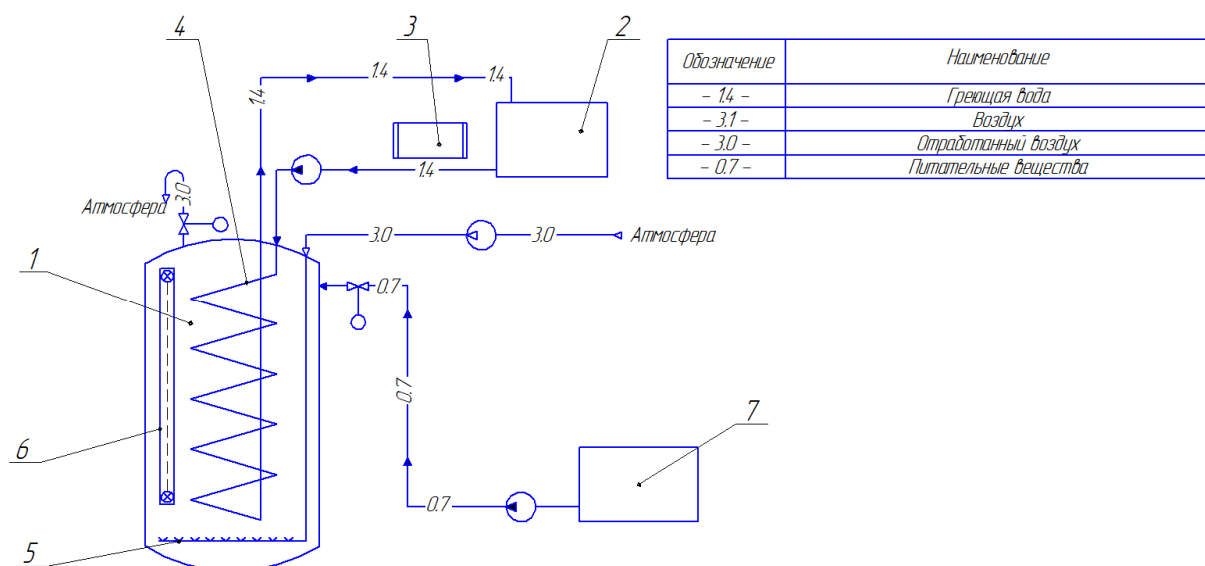 4
3
2
1.4
1.4
1.4
1.4
3.0
Атмосфера
3.0
3.0
Атмосфера
1
0.7
0.7
6
7
0.7
5
Обозначение Наименование
– 1.4 – Греющая вода
– 3.1 – Воздух
– 3.0 – Отработанный воздух
– 0.7 – Питательные вещества